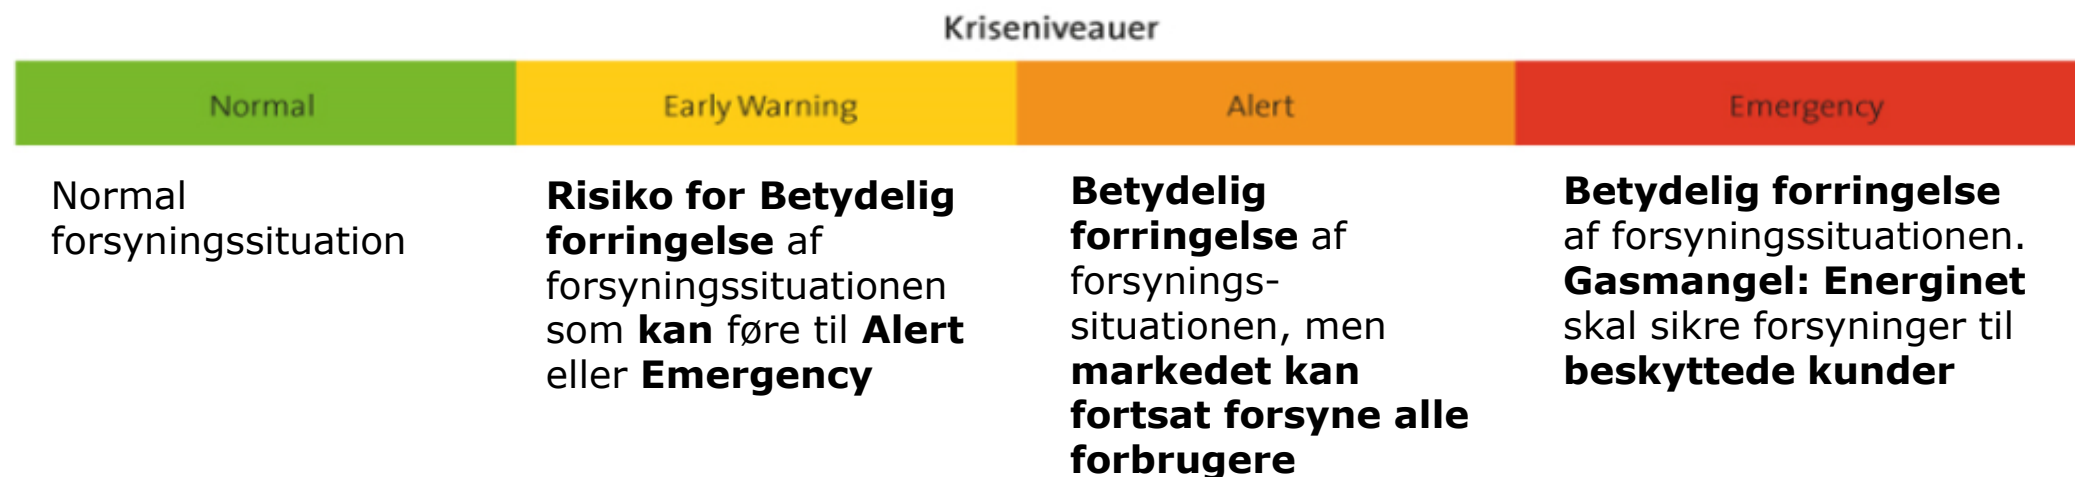 Kriseniveauer
Normal
Early Warning
Alert
Emergency
Normal
forsyningssituation
Risiko for Betydelig
forringelse af
forsyningssituationen
som kan føre til Alert
eller Emergency
Betydelig
forringelse af
forsynings-
situationen, men
markedet kan
fortsat forsyne alle
forbrugere
Betydelig forringelse
af forsyningssituationen.
Gasmangel: Energinet
skal sikre forsyninger til
beskyttede kunder